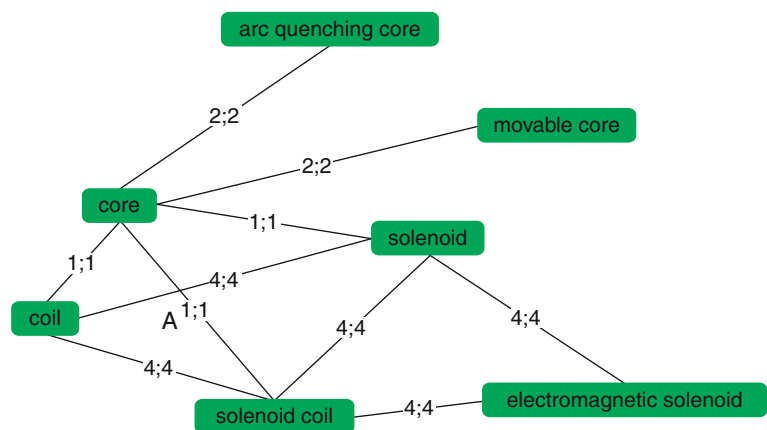 arc quenching core
2;2
movable core
2;2
core
1;1
solenoid
1;1
4;4
coil
A 1;1
4;4
4;4
4;4
electromagnetic solenoid
4;4
solenoid coil